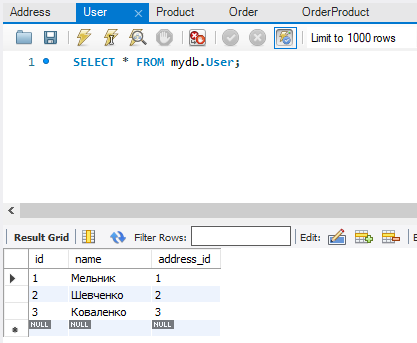 Address User Product Order OrderProduct
Limit to 1000 rows
1 SELECT * FROM mydb.User;
Result Grid Filter Rows: Edit:
id name address_id
1 Мельник 1
2 Шевченко 2
3 Коваленко 3
NULL NULL NULL